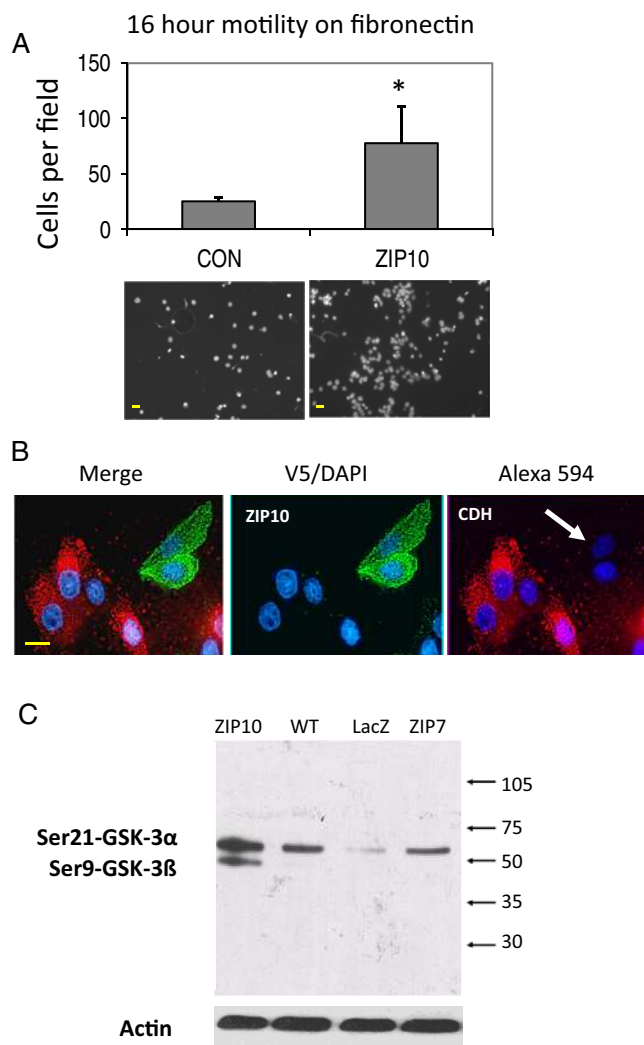 16 hour motility on fibronectin
A
Cells per field
150
100
50
0
*
CON ZIP10
B
Merge V5/DAPI Alexa 594
ZIP10
CDH
C
ZIP10 WT LacZ ZIP7
Ser21-GSK-3α
Ser9-GSK-3ß
105
75
50
35
30
Actin